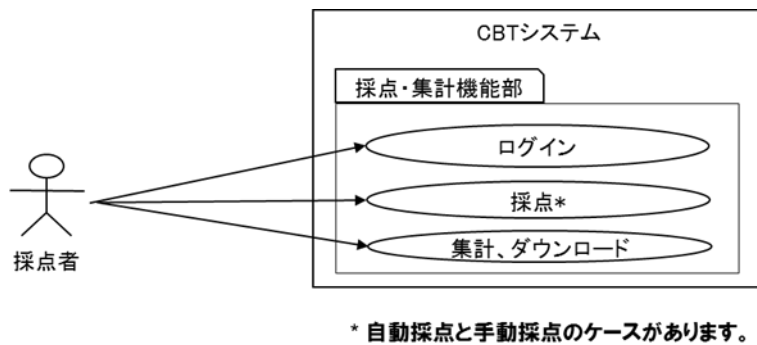 CBTシステム
採点・集計機能部
ログイン
採点*
集計、ダウンロード
採点者
* 自動採点と手動採点のケースがあります。